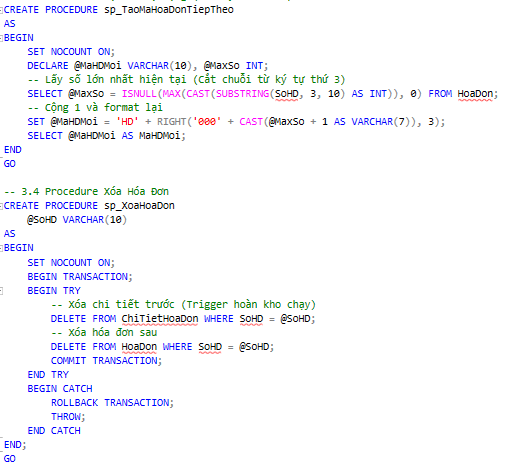 CREATE PROCEDURE sp_TaoMaHoaDonTiepTheo
AS
BEGIN
    SET NOCOUNT ON;
    DECLARE @MaHDMoi VARCHAR(10), @MaxSo INT;
    -- Lấy số lớn nhất hiện tại (Cắt chuỗi từ ký tự thứ 3)
    SELECT @MaxSo = ISNULL(MAX(CAST(SUBSTRING(SoHD, 3, 10) AS INT)), 0) FROM HoaDon;
    -- Cộng 1 và format lại
    SET @MaHDMoi = 'HD' + RIGHT('000' + CAST(@MaxSo + 1 AS VARCHAR(7)), 3);
    SELECT @MaHDMoi AS MaHDMoi;
END
GO
-- 3.4 Procedure Xóa Hóa Đơn
CREATE PROCEDURE sp_XoaHoaDon
    @SoHD VARCHAR(10)
AS
BEGIN
    SET NOCOUNT ON;
    BEGIN TRANSACTION;
    BEGIN TRY
        -- Xóa chi tiết trước (Trigger hoàn kho chạy)
        DELETE FROM ChiTietHoaDon WHERE SoHD = @SoHD;
        -- Xóa hóa đơn sau
        DELETE FROM HoaDon WHERE SoHD = @SoHD;
        COMMIT TRANSACTION;
    END TRY
    BEGIN CATCH
        ROLLBACK TRANSACTION;
        THROW;
    END CATCH
END;
GO